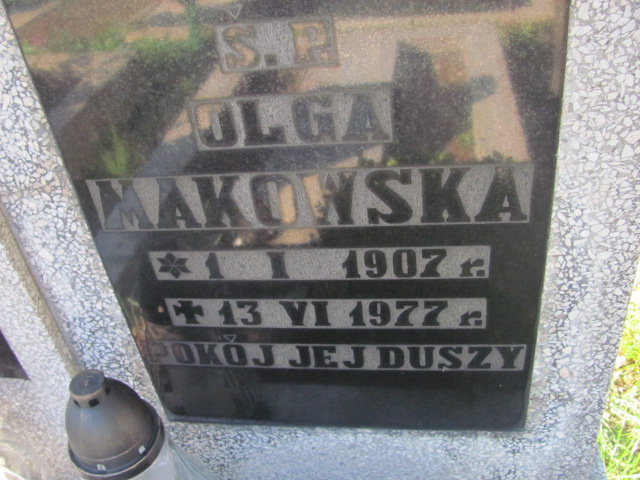 Ś. P.
OLGA
MAKOWSKA
* 1 I 1907 r.
✝ 13 VI 1977 r.
POKÓJ JEJ DUSZY